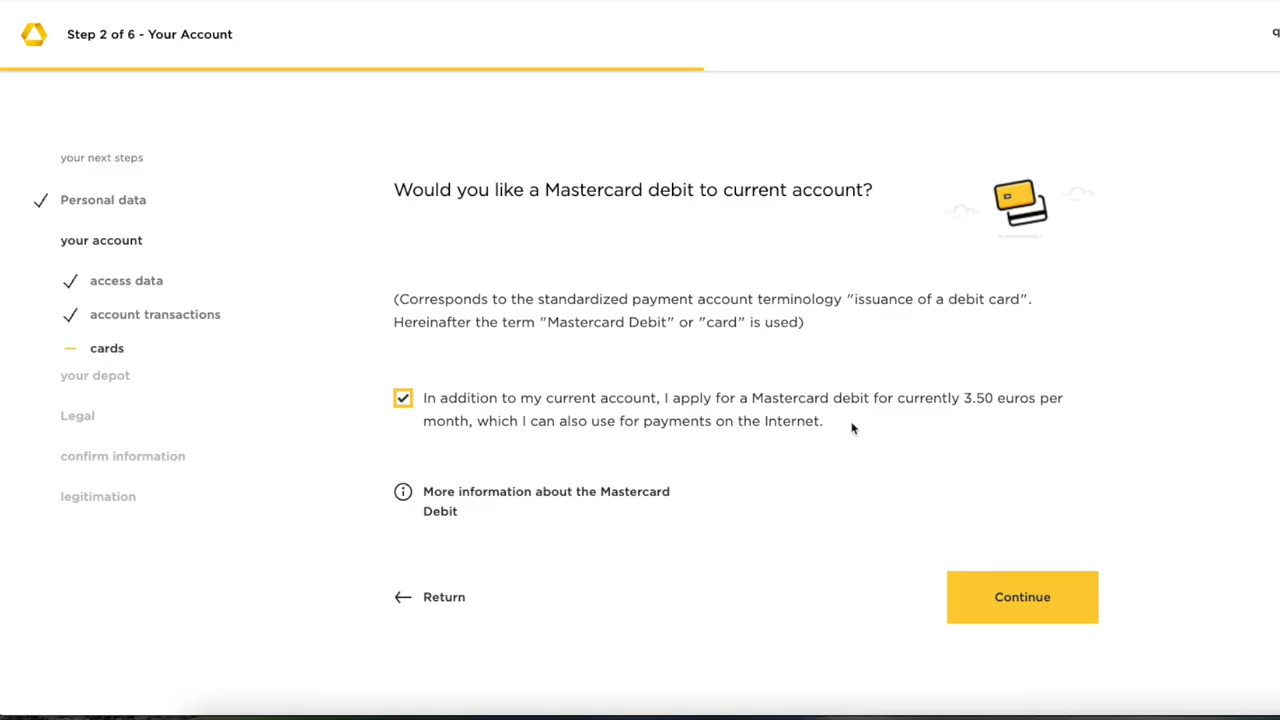 Step 2 of 6 - Your Account
q
your next steps
Personal data
your account
access data
account transactions
cards
your depot
Legal
confirm information
legitimation
Would you like a Mastercard debit to current account?
(Corresponds to the standardized payment account terminology "issuance of a debit card".
Hereinafter the term "Mastercard Debit" or "card" is used)
In addition to my current account, I apply for a Mastercard debit for currently 3.50 euros per
month, which I can also use for payments on the Internet.
More information about the Mastercard
Debit
Return
Continue